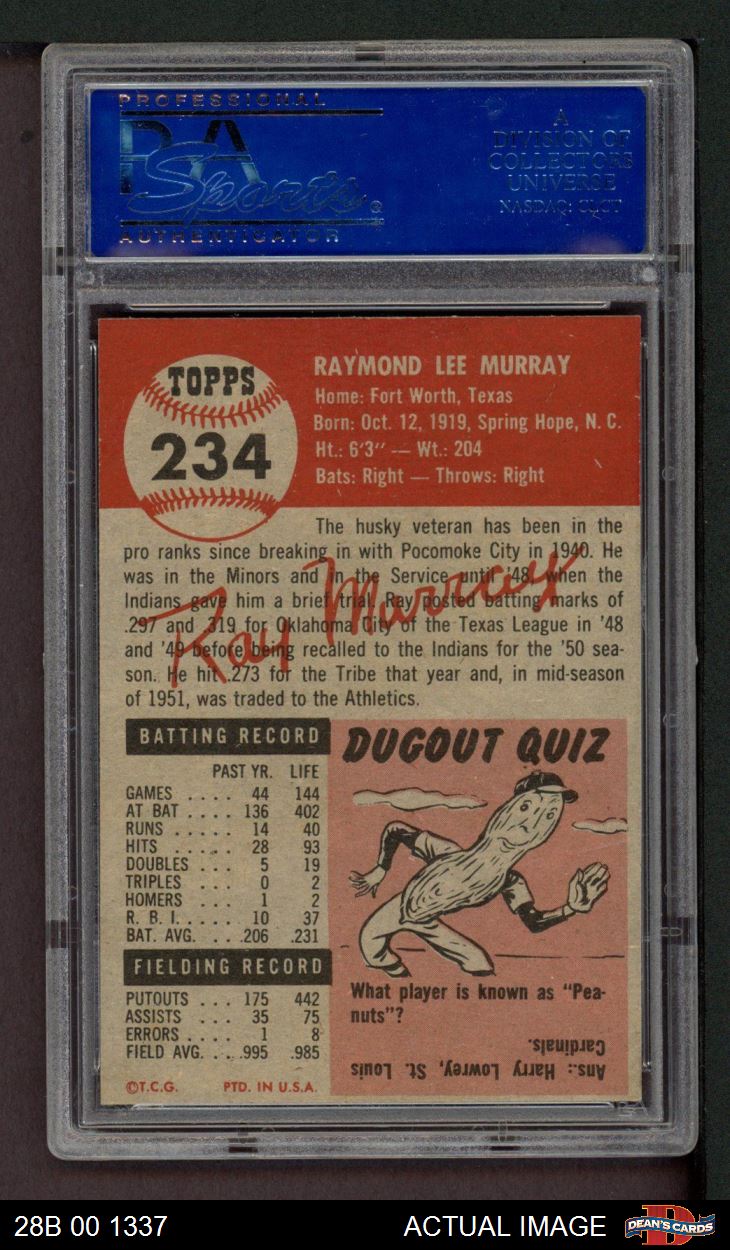 PROFESSIONAL
PSA
Sports®
AUTHENTICATOR
A
DIVISION OF
COLLECTORS
UNIVERSE
NASDAQ: CLCT
TOPPS
234
RAYMOND LEE MURRAY
Home: Fort Worth, Texas
Born: Oct. 12, 1919, Spring Hope, N. C.
Ht.: 6'3" — Wt.: 204
Bats: Right — Throws: Right
The husky veteran has been in the
pro ranks since breaking in with Pocomoke City in 1940. He
was in the Minors and in the Service until '48, when the
Indians gave him a brief trial. Ray posted batting marks of
.297 and .319 for Oklahoma City of the Texas League in '48
and '49 before being recalled to the Indians for the '50 sea-
son. He hit .273 for the Tribe that year and, in mid-season
of 1951, was traded to the Athletics.
Ray Murray
BATTING RECORD
PAST YR. LIFE
GAMES .... 44 144
AT BAT .... 136 402
RUNS ..... 14 40
HITS ..... 28 93
DOUBLES ... 5 19
TRIPLES ... 0 2
HOMERS ... 1 2
R. B. I. .... 10 37
BAT. AVG. ... .206 .231
FIELDING RECORD
PUTOUTS ... 175 442
ASSISTS ... 35 75
ERRORS ... 1 8
FIELD AVG. .. .995 .985
©T.C.G. PTD. IN U.S.A.
DUGOUT QUIZ
What player is known as "Pea-
nuts"?
Ans.: Harry Lowrey, St. Louis
Cardinals.
28B 00 1337
ACTUAL IMAGE
D
DEAN'S CARDS